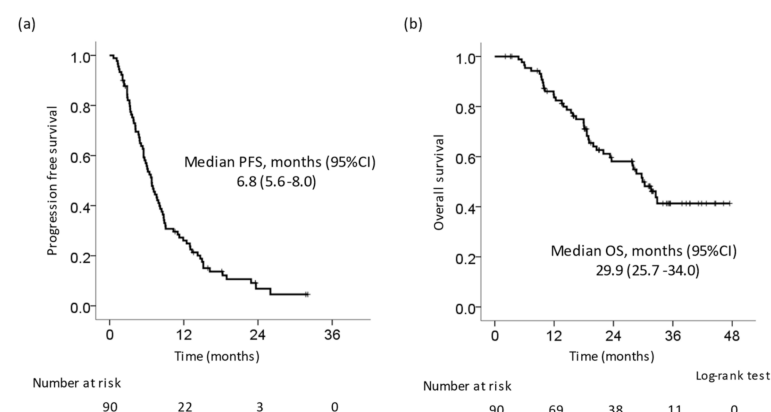 (a)
1.0
0.8
0.6
0.4
0.2
0.0
Progression free survival
Median PFS, months (95%CI)
6.8 (5.6-8.0)
0 12 24 36
Time (months)
Number at risk
90 22 3 0
(b)
1.0
0.8
0.6
0.4
0.2
0.0
Overall survival
Median OS, months (95%CI)
29.9 (25.7 -34.0)
0 12 24 36 48
Time (months)
Log-rank test
Number at risk
90 69 38 11 0